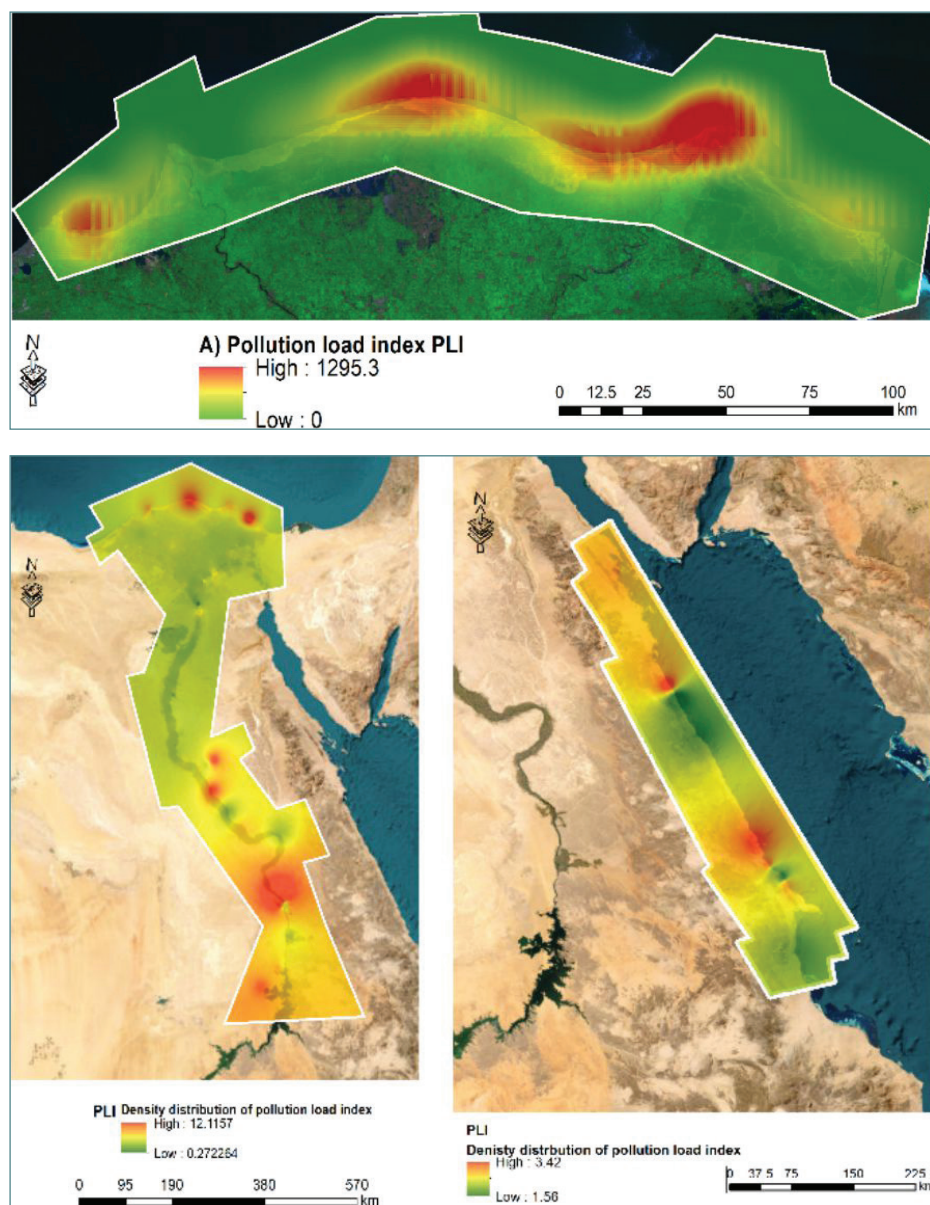 N
A) Pollution load index PLI
High : 1295.3
Low : 0
0 12.5 25 50 75 100
km
N
N
PLI Density distribution of pollution load index
High : 12.1157
Low : 0.272264
0 95 190 380 570
km
PLI
Denisty distrbution of pollution load index
High : 3.42
Low : 1.56
0 37.5 75 150 225
km